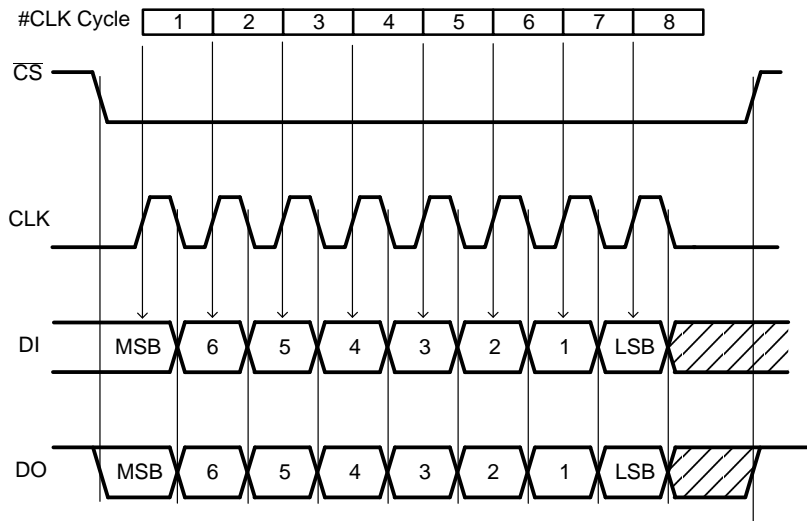 #CLK Cycle 1 2 3 4 5 6 7 8
CS
CLK
DI MSB 6 5 4 3 2 1 LSB
DO MSB 6 5 4 3 2 1 LSB